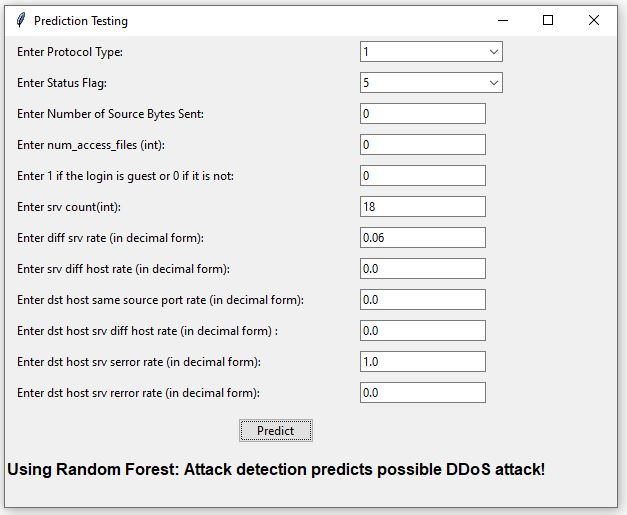 Prediction Testing
Enter Protocol Type: 1
Enter Status Flag: 5
Enter Number of Source Bytes Sent: 0
Enter num_access_files (int): 0
Enter 1 if the login is guest or 0 if it is not: 0
Enter srv count(int): 18
Enter diff srv rate (in decimal form): 0.06
Enter srv diff host rate (in decimal form): 0.0
Enter dst host same source port rate (in decimal form): 0.0
Enter dst host srv diff host rate (in decimal form) : 0.0
Enter dst host srv serror rate (in decimal form): 1.0
Enter dst host srv rerror rate (in decimal form): 0.0
Predict
Using Random Forest: Attack detection predicts possible DDoS attack!